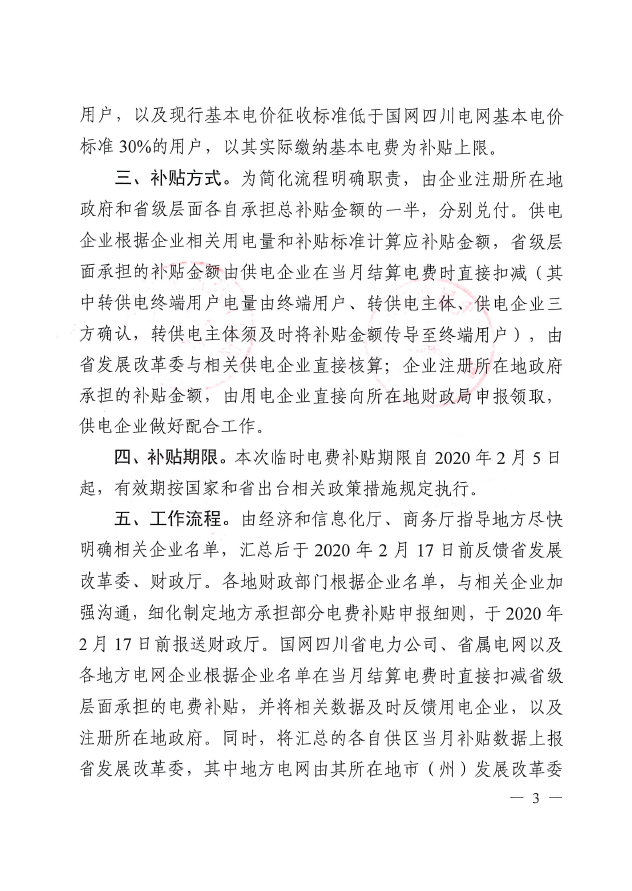 用户，以及现行基本电价征收标准低于国网四川电网基本电价
标准 30%的用户，以其实际缴纳基本电费为补贴上限。
三、补贴方式。为简化流程明确职责，由企业注册所在地
政府和省级层面各自承担总补贴金额的一半，分别兑付。供电
企业根据企业相关用电量和补贴标准计算应补贴金额，省级层
面承担的补贴金额由供电企业在当月结算电费时直接扣减（其
中转供电终端用户电量由终端用户、转供电主体、供电企业三
方确认，转供电主体须及时将补贴金额传导至终端用户），由
省发展改革委与相关供电企业直接核算；企业注册所在地政府
承担的补贴金额，由用电企业直接向所在地财政局申报领取，
供电企业做好配合工作。
四、补贴期限。本次临时电费补贴期限自 2020 年 2 月 5 日
起，有效期按国家和省出台相关政策措施规定执行。
五、工作流程。由经济和信息化厅、商务厅指导地方尽快
明确相关企业名单，汇总后于 2020 年 2 月 17 日前反馈省发展
改革委、财政厅。各地财政部门根据企业名单，与相关企业加
强沟通，细化制定地方承担部分电费补贴申报细则，于 2020 年
2 月 17 日前报送财政厅。国网四川省电力公司、省属电网以及
各地方电网企业根据企业名单在当月结算电费时直接扣减省级
层面承担的电费补贴，并将相关数据及时反馈用电企业，以及
注册所在地政府。同时，将汇总的各自供区当月补贴数据上报
省发展改革委，其中地方电网由其所在地市（州）发展改革委
— 3 —